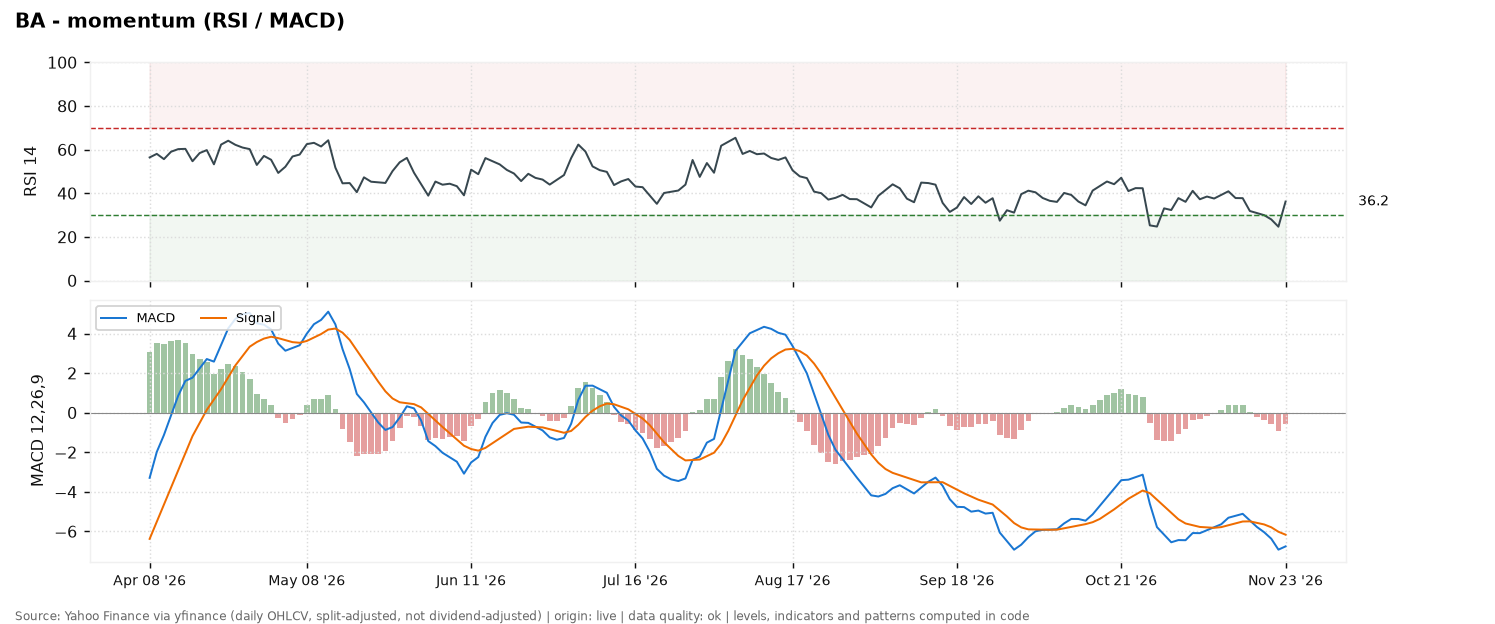 BA - momentum (RSI / MACD)
100
80
60
40
20
0
RSI 14
36.2
MACD
Signal
4
2
0
−2
−4
−6
MACD 12,26,9
Apr 08 '26
May 08 '26
Jun 11 '26
Jul 16 '26
Aug 17 '26
Sep 18 '26
Oct 21 '26
Nov 23 '26
Source: Yahoo Finance via yfinance (daily OHLCV, split-adjusted, not dividend-adjusted) | origin: live | data quality: ok | levels, indicators and patterns computed in code